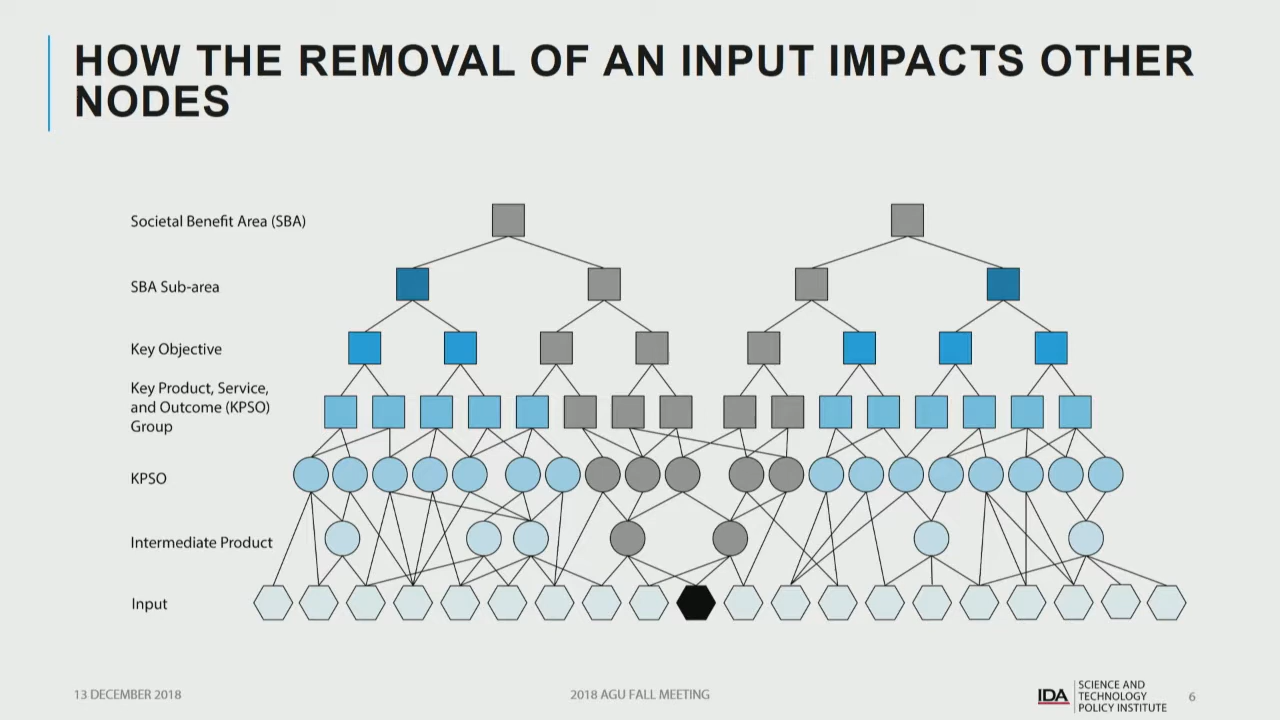 HOW THE REMOVAL OF AN INPUT IMPACTS OTHER
NODES
Societal Benefit Area (SBA)
SBA Sub-area
Key Objective
Key Product, Service,
and Outcome (KPSO)
Group
KPSO
Intermediate Product
Input
13 DECEMBER 2018
2018 AGU FALL MEETING
IDA
SCIENCE AND
TECHNOLOGY
POLICY INSTITUTE
6